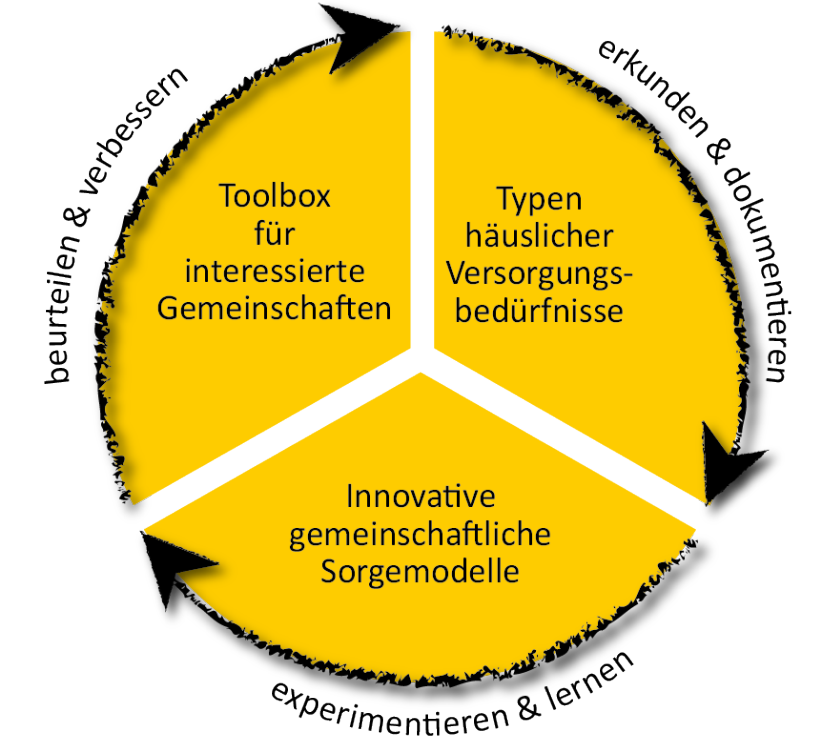 erkunden & dokumentieren
Typen
häuslicher
Versorgungs-
bedürfnisse
experimentieren & lernen
Innovative
gemeinschaftliche
Sorgemodelle
beurteilen & verbessern
Toolbox
für
interessierte
Gemeinschaften